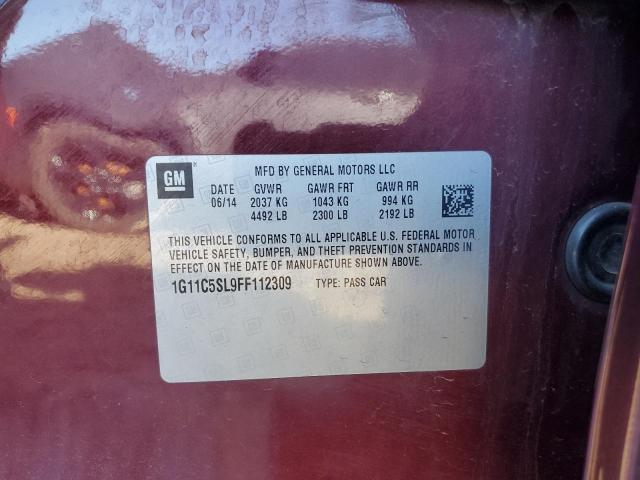 GM
MFD BY GENERAL MOTORS LLC
DATE GVWR GAWR FRT GAWR RR
06/14 2037 KG 1043 KG 994 KG
4492 LB 2300 LB 2192 LB
THIS VEHICLE CONFORMS TO ALL APPLICABLE U.S. FEDERAL MOTOR
VEHICLE SAFETY, BUMPER, AND THEFT PREVENTION STANDARDS IN
EFFECT ON THE DATE OF MANUFACTURE SHOWN ABOVE.
1G11C5SL9FF112309 TYPE: PASS CAR